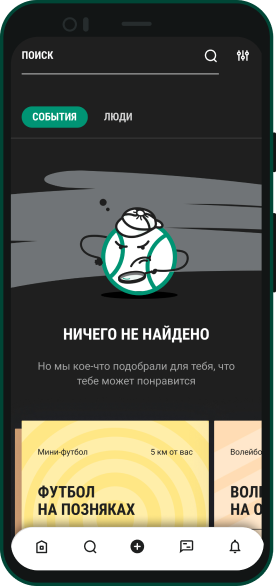 ПОИСК
СОБЫТИЯ ЛЮДИ
НИЧЕГО НЕ НАЙДЕНО
Но мы кое-что подобрали для тебя, что
тебе может понравится
Мини-футбол 5 км от вас
ФУТБОЛ
НА ПОЗНЯКАХ
Волейбо
ВОЛ
НА О